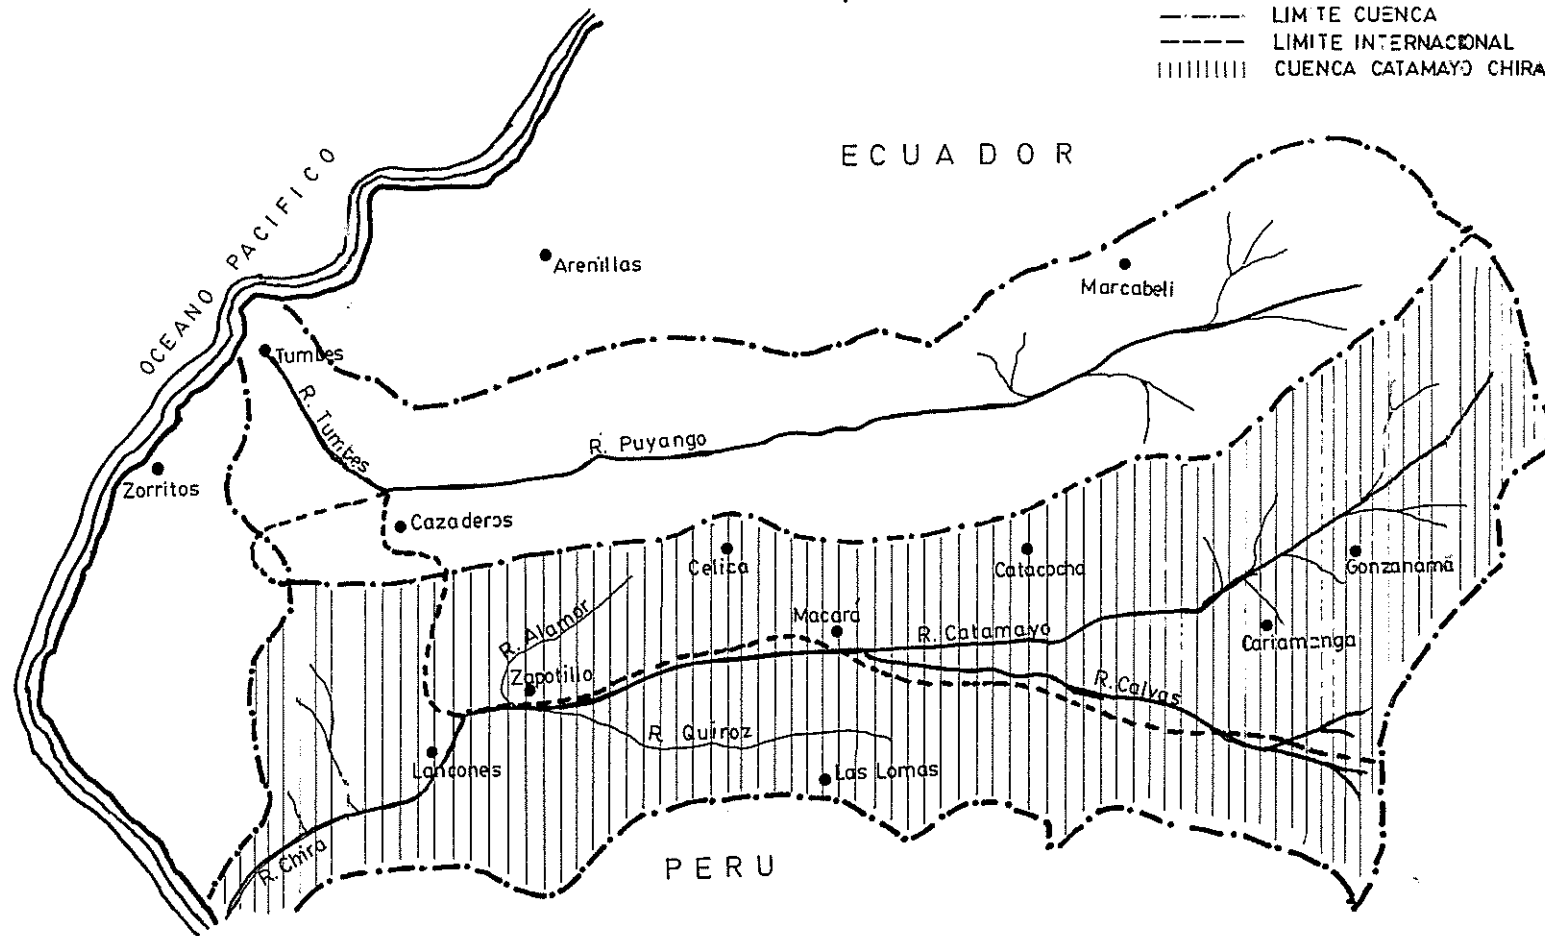 LIMITE CUENCA
LIMITE INTERNACIONAL
CUENCA CATAMAYO CHIRA
ECUADOR
OCEANO PACIFICO
Arenillas
Marcabeli
Tumbes
R. Tumbes
R. Puyango
Zorritos
Cazaderos
Celica
Catacocha
Gonzanamá
R. Alamor
Macará
R. Catamayo
Cariamanga
Zapotillo
R. Calvas
R. Quiroz
Lancones
Las Lomas
R. Chira
PERU